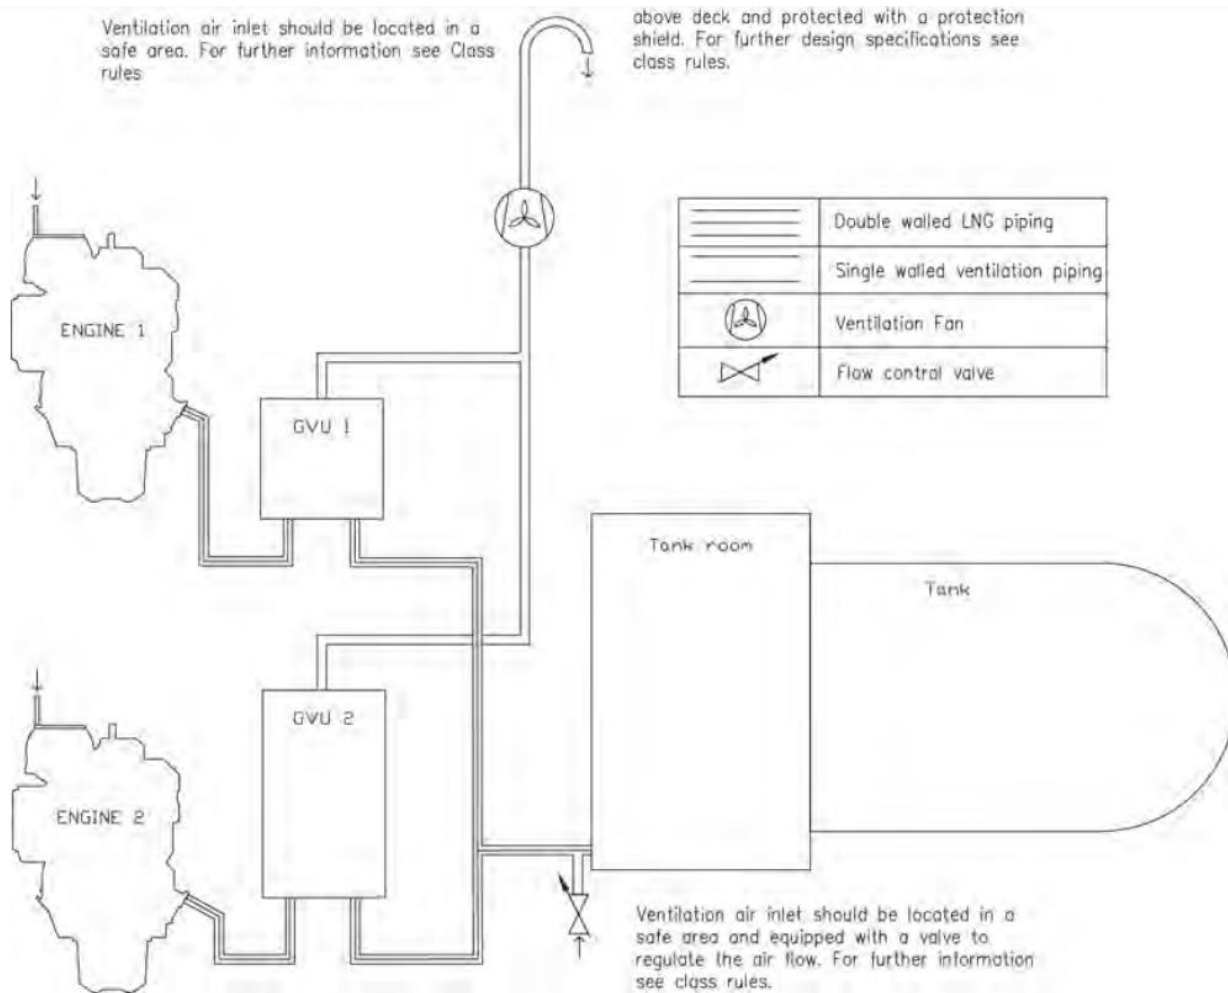 Ventilation air inlet should be located in a
safe area. For further information see Class
rules
above deck and protected with a protection
shield. For further design specifications see
class rules.
Double walled LNG piping
Single walled ventilation piping
Ventilation Fan
Flow control valve
ENGINE 1
GVU 1
Tank room
Tank
GVU 2
ENGINE 2
Ventilation air inlet should be located in a
safe area and equipped with a valve to
regulate the air flow. For further information
see class rules.